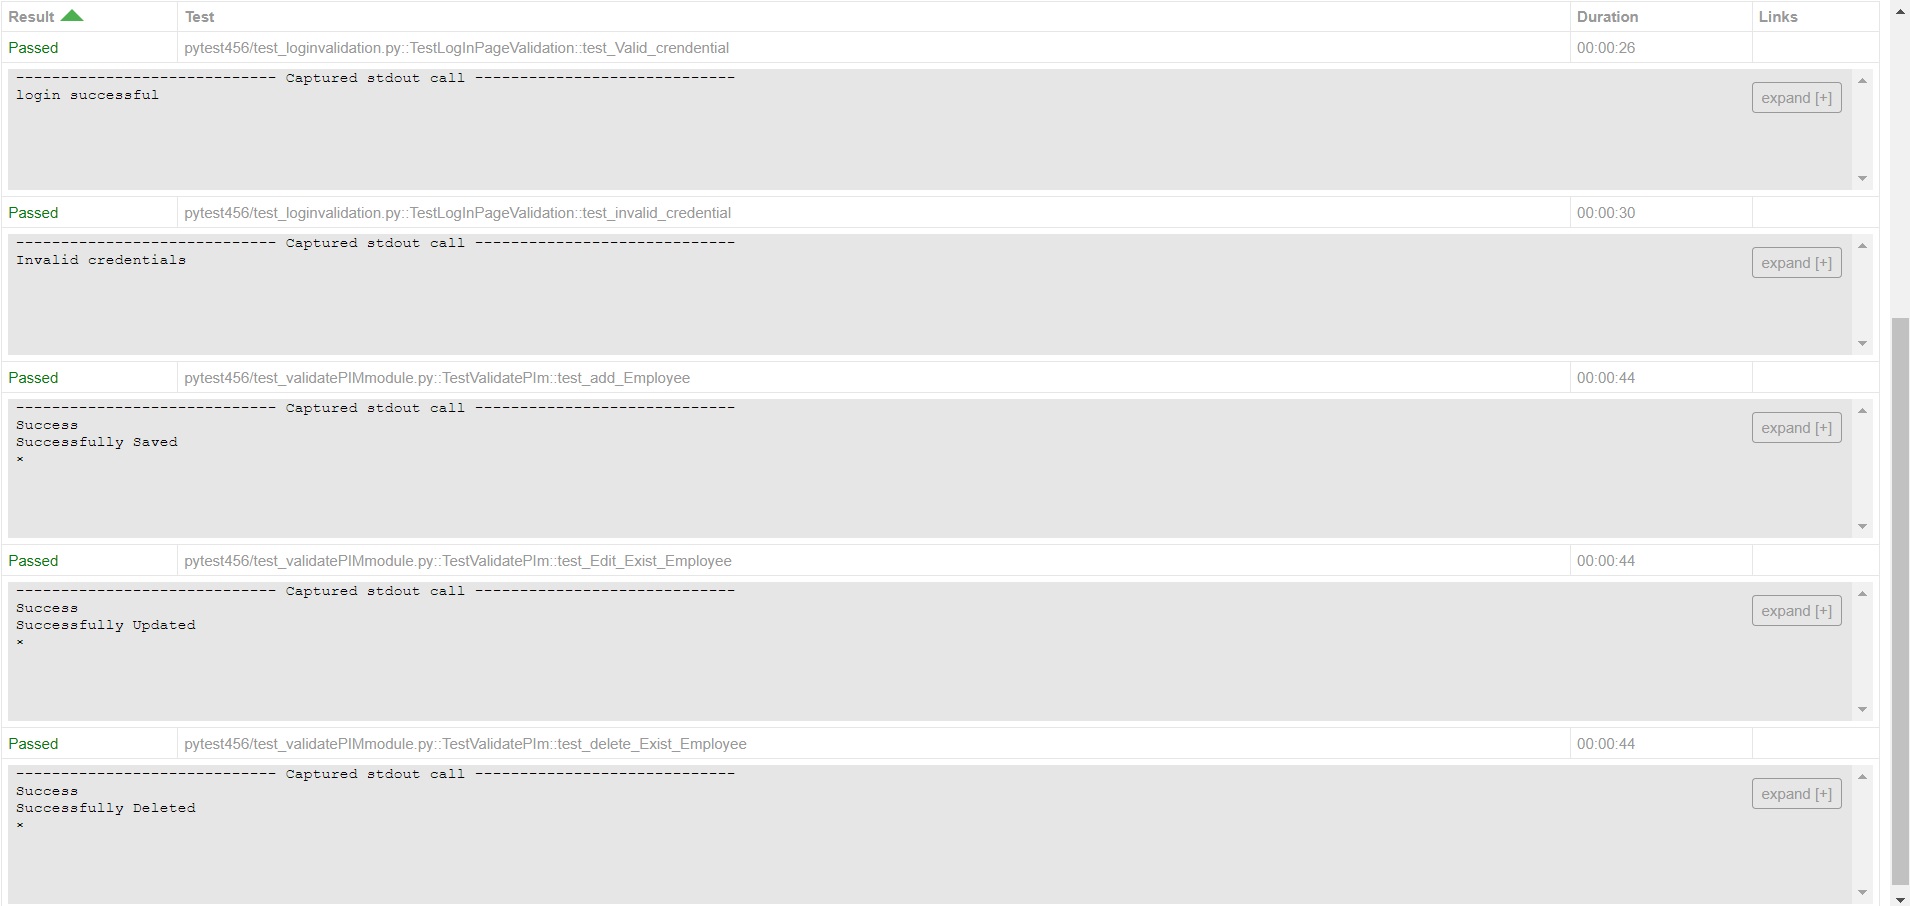 Result Test Duration Links
Passed pytest456/test_loginvalidation.py::TestLogInPageValidation::test_Valid_crendential 00:00:26
----------------------------- Captured stdout call -----------------------------
login successful
expand [+]
Passed pytest456/test_loginvalidation.py::TestLogInPageValidation::test_invalid_credential 00:00:30
----------------------------- Captured stdout call -----------------------------
Invalid credentials
expand [+]
Passed pytest456/test_validatePIMmodule.py::TestValidatePIm::test_add_Employee 00:00:44
----------------------------- Captured stdout call -----------------------------
Success
expand [+]
Successfully Saved
×
Passed pytest456/test_validatePIMmodule.py::TestValidatePIm::test_Edit_Exist_Employee 00:00:44
----------------------------- Captured stdout call -----------------------------
Success
expand [+]
Successfully Updated
×
Passed pytest456/test_validatePIMmodule.py::TestValidatePIm::test_delete_Exist_Employee 00:00:44
----------------------------- Captured stdout call -----------------------------
Success
expand [+]
Successfully Deleted
×